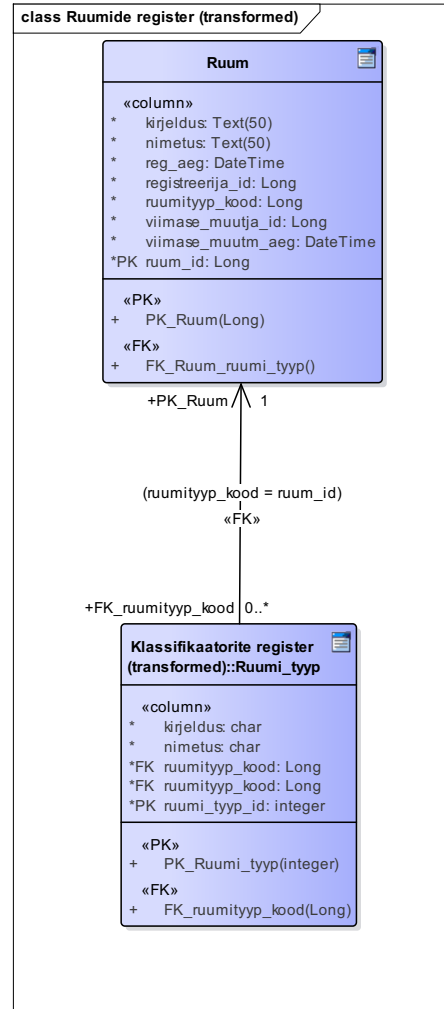 class Ruumide register (transformed)
Ruum
«column»
* kirjeldus: Text(50)
* nimetus: Text(50)
* reg_aeg: DateTime
* registreerija_id: Long
* ruumityyp_kood: Long
* viimase_muutja_id: Long
* viimase_muutm_aeg: DateTime
*PK ruum_id: Long
«PK»
+ PK_Ruum(Long)
«FK»
+ FK_Ruum_ruumi_tyyp()
+PK_Ruum 1
(ruumityyp_kood = ruum_id)
«FK»
+FK_ruumityyp_kood 0..*
Klassifikaatorite register
(transformed)::Ruumi_tyyp
«column»
* kirjeldus: char
* nimetus: char
*FK ruumityyp_kood: Long
*FK ruumityyp_kood: Long
*PK ruumi_tyyp_id: integer
«PK»
+ PK_Ruumi_tyyp(integer)
«FK»
+ FK_ruumityyp_kood(Long)